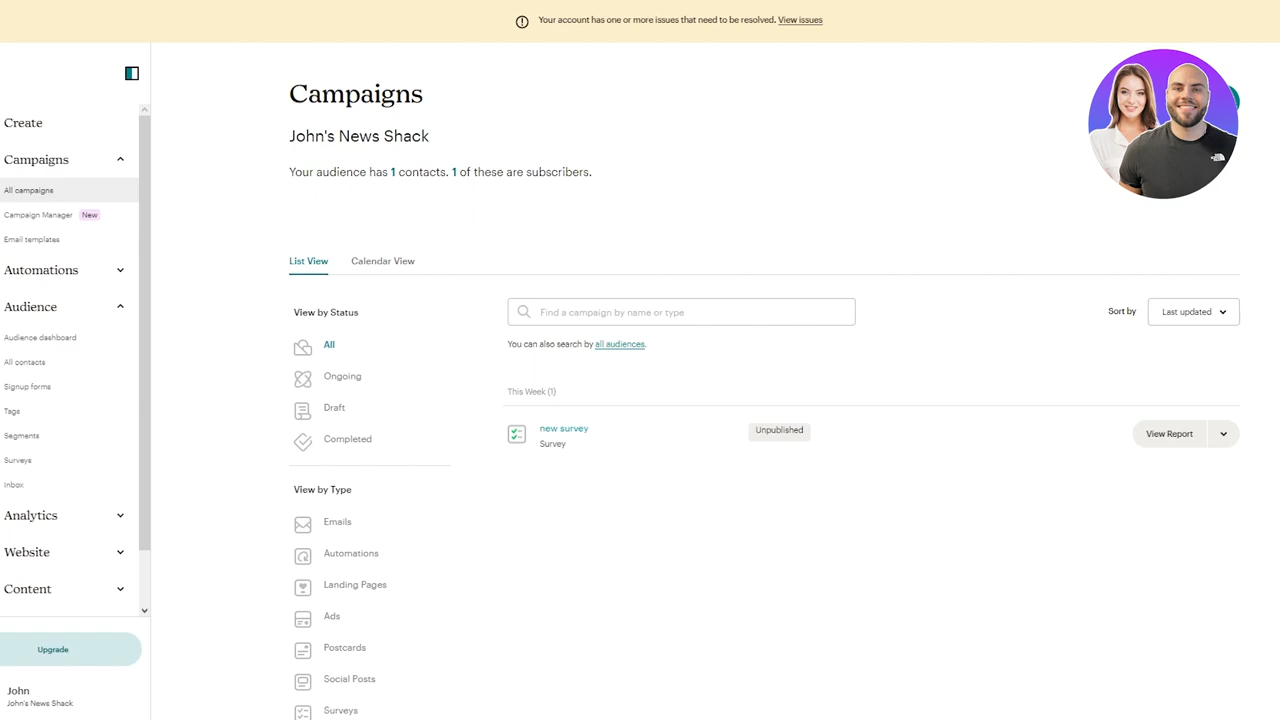 Your account has one or more issues that need to be resolved. View issues
Create
Campaigns
All campaigns
Campaign Manager New
Email templates
Automations
Audience
Audience dashboard
All contacts
Signup forms
Tags
Segments
Surveys
Inbox
Analytics
Website
Content
Upgrade
John
John's News Shack
Campaigns
John's News Shack
Your audience has 1 contacts. 1 of these are subscribers.
List View Calendar View
View by Status
All
Ongoing
Draft
Completed
View by Type
Emails
Automations
Landing Pages
Ads
Postcards
Social Posts
Surveys
Find a campaign by name or type
Sort by Last updated
You can also search by all audiences.
This Week (1)
new survey Unpublished View Report
Survey